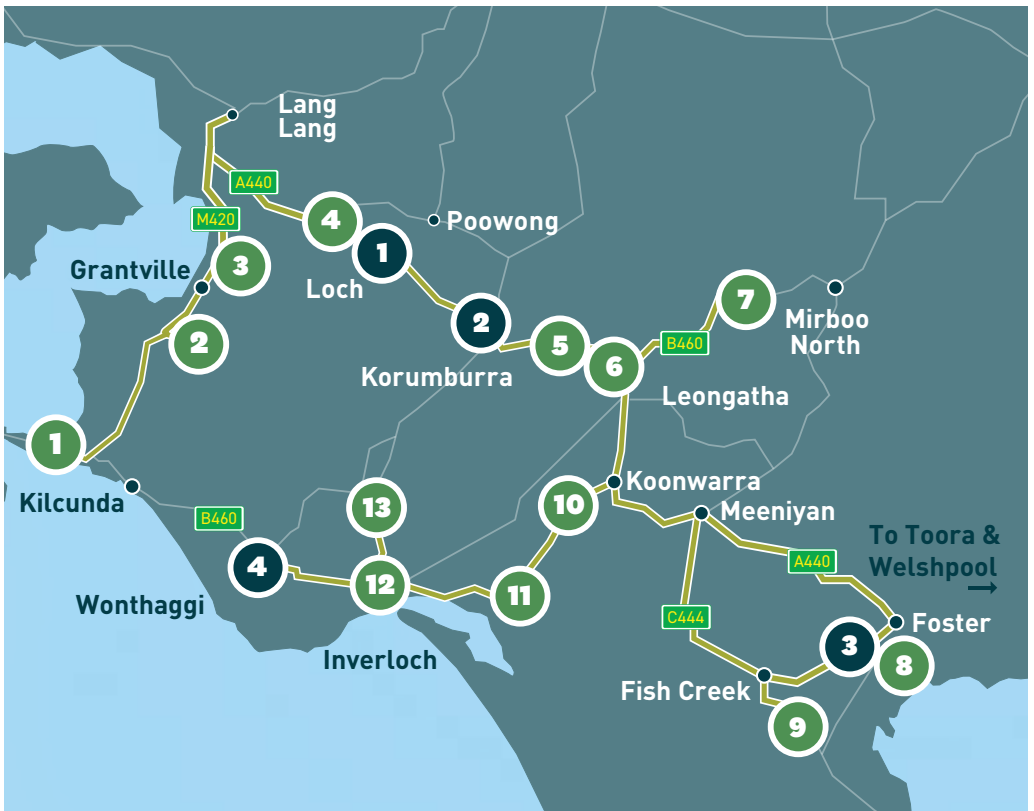 Lang
Lang
A440
4
Poowong
M420
1
3
Grantville
Loch
7
2
Mirboo
North
2
5
B460
6
Korumburra
Leongatha
1
Koonwarra
Kilcunda
10
Meeniyan
13
B460
To Toora &
Welshpool
→
A440
4
12
11
Wonthaggi
C444
Foster
3
8
Inverloch
Fish Creek
9